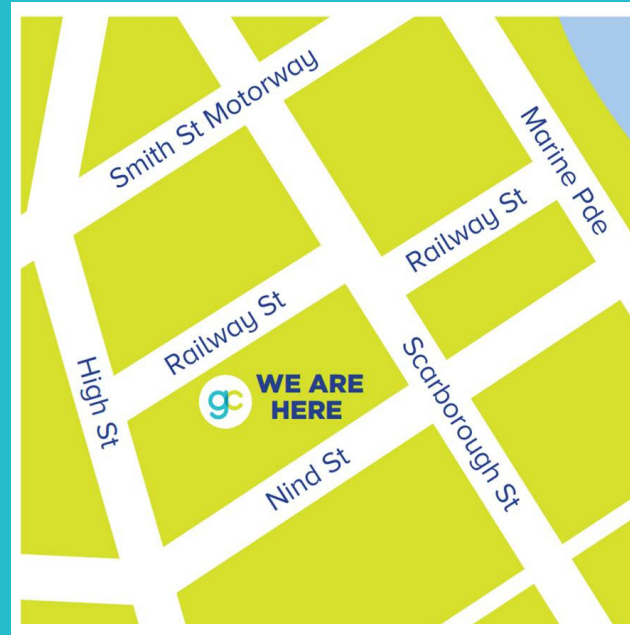 Smith St Motorway
Marine Pde
Railway St
Railway St
High St
gc
WE ARE
HERE
Scarborough St
Nind St